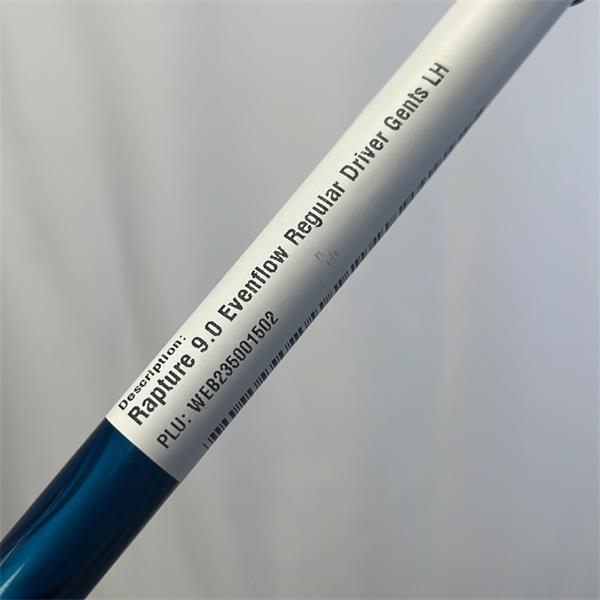 Description:
Rapture 9.0 Evenflow Regular Driver Gents LH
PLU: WEB235001502